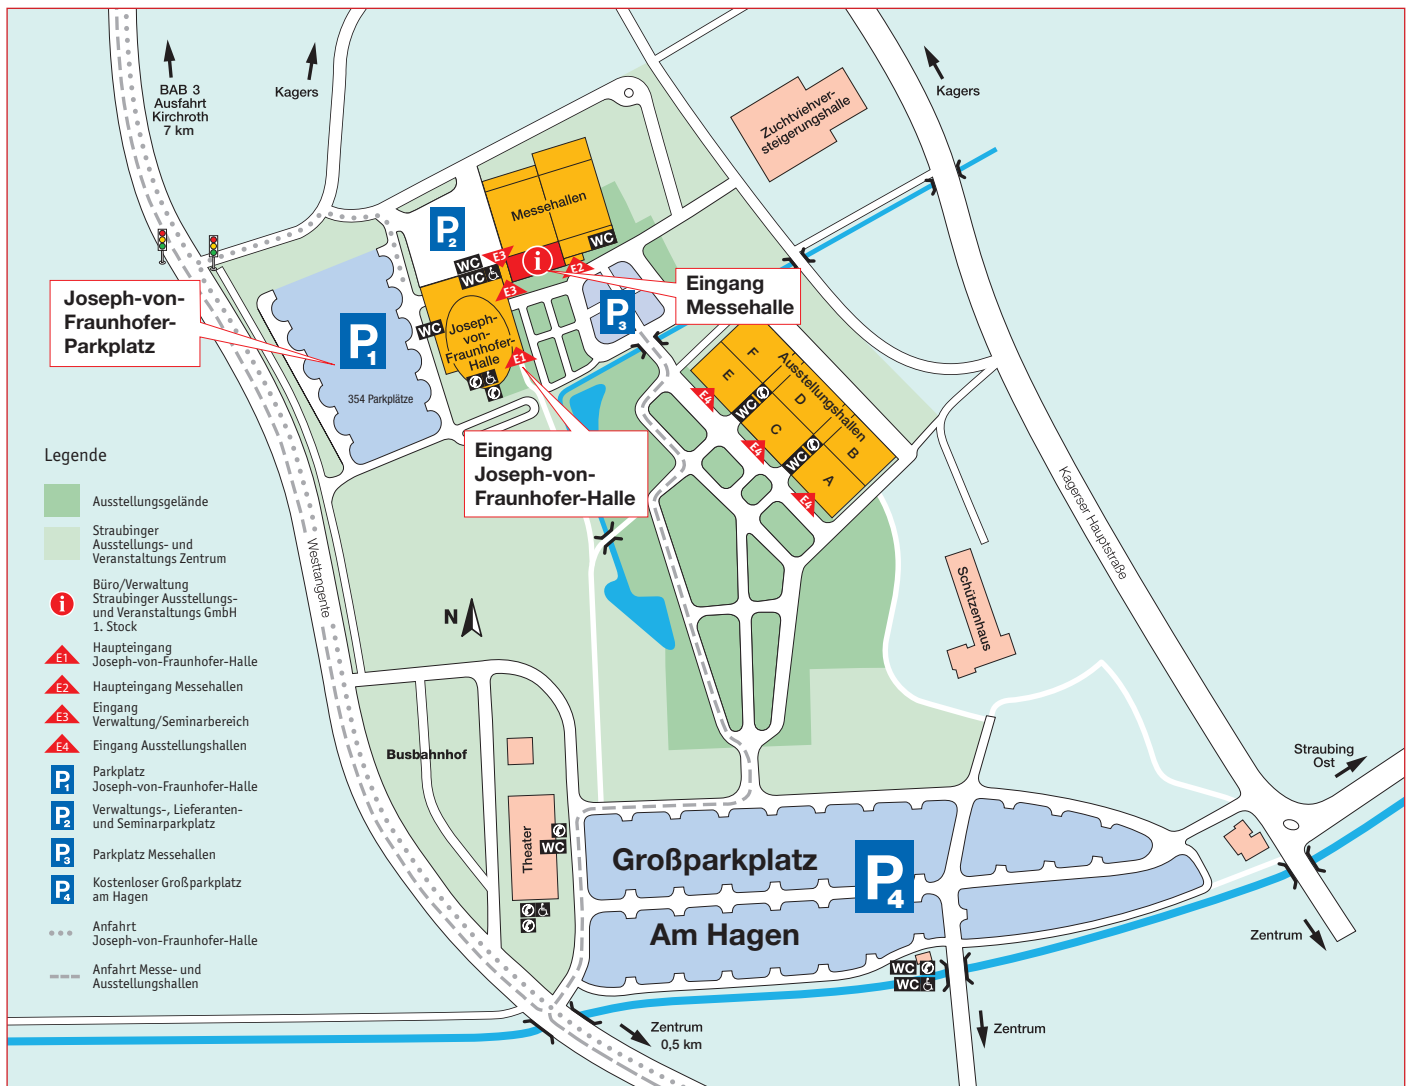 BAB 3
Ausfahrt
Kirchroth
7 km
Kagers
Kagers
Zuchtviehver-
steigerungshalle
Messehallen
P2
WC
WC
WC
E3
i
E2
E3
Eingang
Messehalle
Joseph-von-
Fraunhofer-
Parkplatz
P1
354 Parkplätze
WC
Joseph-
von-
Fraunhofer-
Halle
E1
P3
Ausstellungshallen
F
E
D
C
B
A
WC
WC
E4
E4
E4
Eingang
Joseph-von-
Fraunhofer-Halle
Kagerser Hauptstraße
Westtangente
Schützenhaus
N
Legende
Ausstellungsgelände
Straubinger
Ausstellungs- und
Veranstaltungs Zentrum
i
Büro/Verwaltung
Straubinger Ausstellungs-
und Veranstaltungs GmbH
1. Stock
E1
Haupteingang
Joseph-von-Fraunhofer-Halle
E2
Haupteingang Messehallen
E3
Eingang
Verwaltung/Seminarbereich
E4
Eingang Ausstellungshallen
P1
Parkplatz
Joseph-von-Fraunhofer-Halle
P2
Verwaltungs-, Lieferanten-
und Seminarparkplatz
P3
Parkplatz Messehallen
P4
Kostenloser Großparkplatz
am Hagen
Anfahrt
Joseph-von-Fraunhofer-Halle
Anfahrt Messe- und
Ausstellungshallen
Busbahnhof
Theater
WC
Großparkplatz
P4
Am Hagen
WC
WC
Straubing
Ost
Zentrum
Zentrum
Zentrum
0,5 km